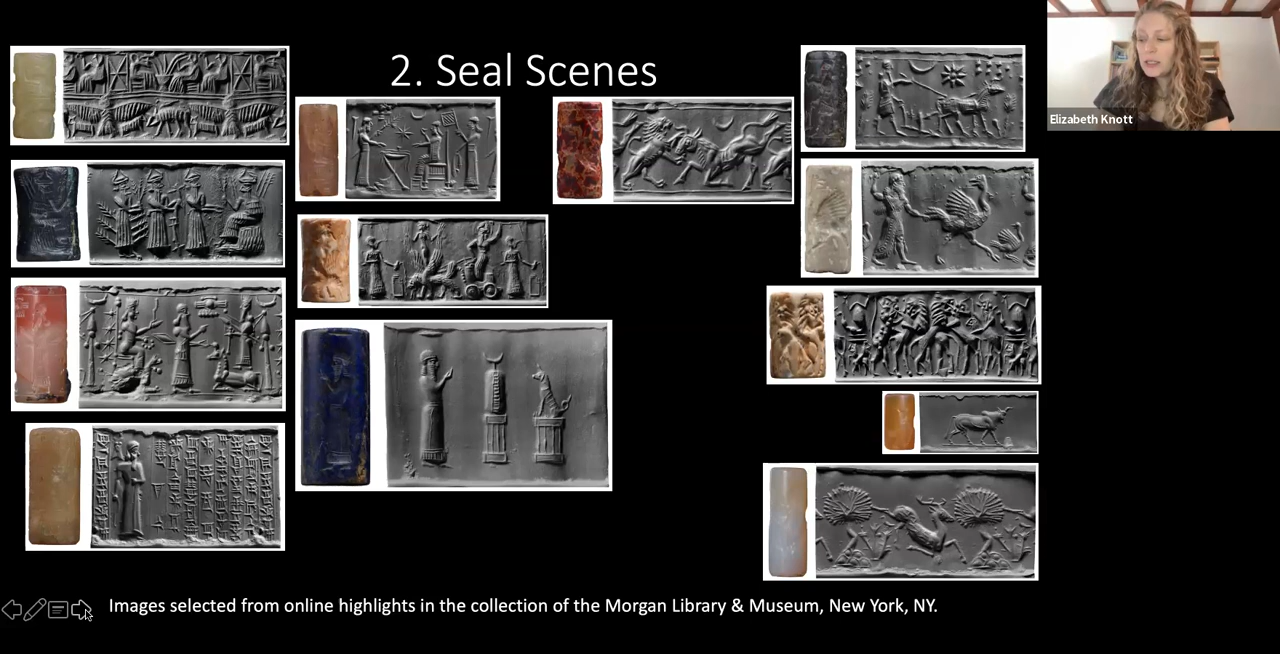 2. Seal Scenes
Elizabeth Knott
Images selected from online highlights in the collection of the Morgan Library & Museum, New York, NY.